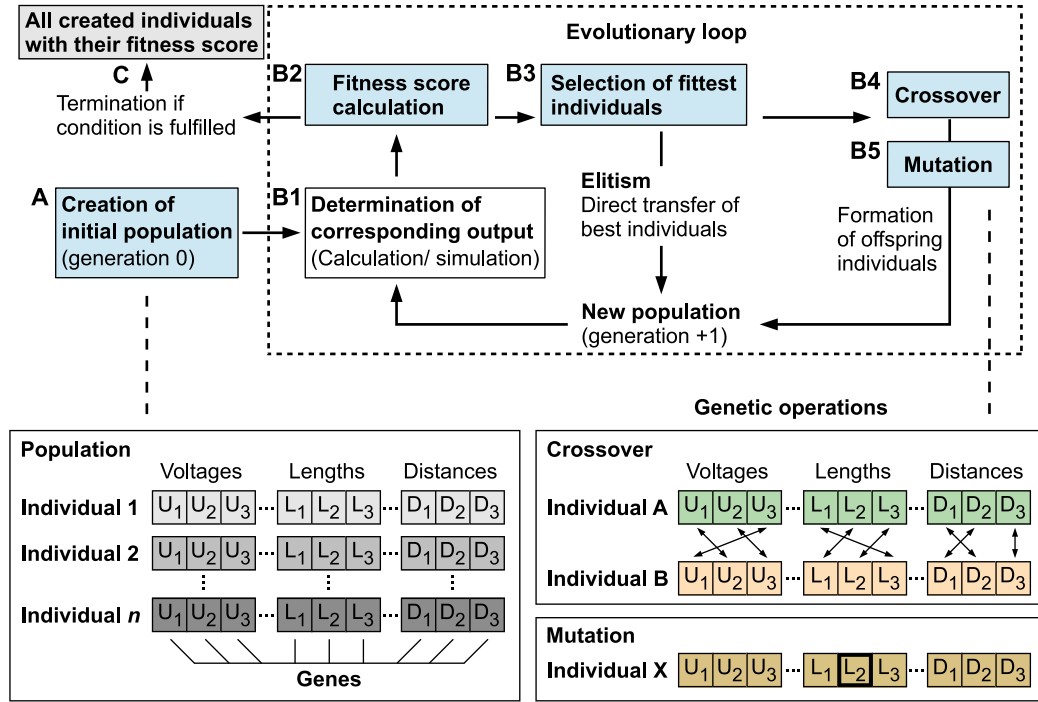 All created individuals
with their fitness score
C
Termination if
condition is fulfilled
A
Creation of
initial population
(generation 0)
Evolutionary loop
B2
Fitness score
calculation
B3
Selection of fittest
individuals
B4
Crossover
B5
Mutation
B1
Determination of
corresponding output
(Calculation/ simulation)
Elitism
Direct transfer of
best individuals
Formation
of offspring
individuals
New population
(generation +1)
Population
Voltages Lengths Distances
Individual 1 U₁ U₂ U₃ ··· L₁ L₂ L₃ ··· D₁ D₂ D₃
Individual 2 U₁ U₂ U₃ ··· L₁ L₂ L₃ ··· D₁ D₂ D₃
Individual n U₁ U₂ U₃ ··· L₁ L₂ L₃ ··· D₁ D₂ D₃
Genes
Genetic operations
Crossover
Voltages Lengths Distances
Individual A U₁ U₂ U₃ ··· L₁ L₂ L₃ ··· D₁ D₂ D₃
Individual B U₁ U₂ U₃ ··· L₁ L₂ L₃ ··· D₁ D₂ D₃
Mutation
Individual X U₁ U₂ U₃ ··· L₁ L₂ L₃ ··· D₁ D₂ D₃